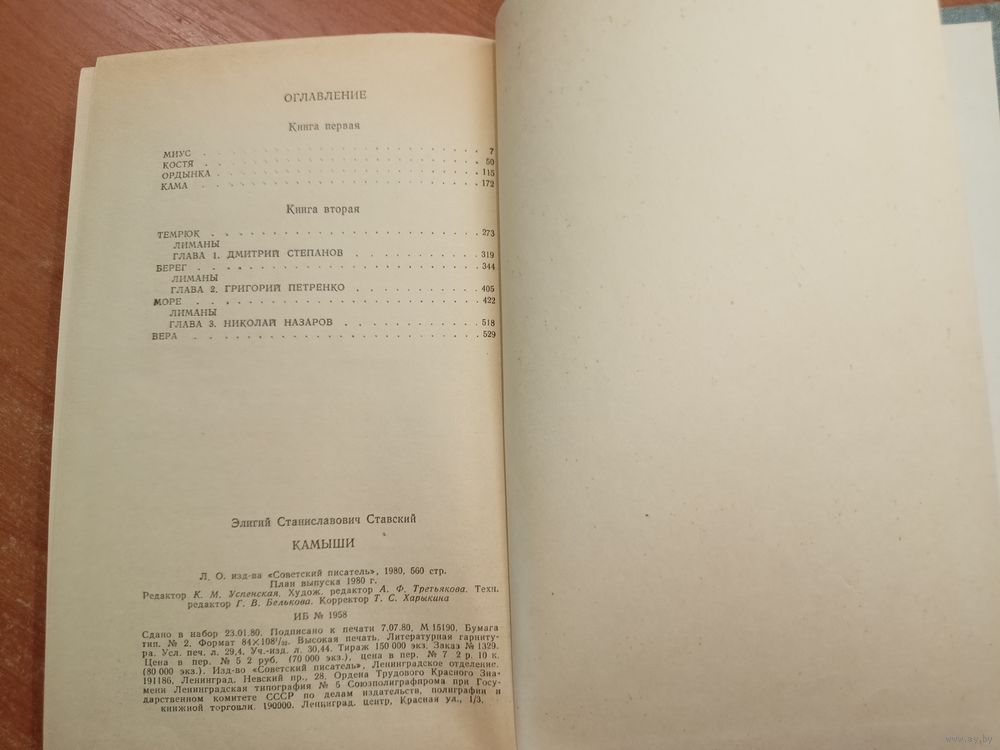 ОГЛАВЛЕНИЕ
Книга первая
МИУС . . . . . . . . . . . . . . . . . . 7
КОСТЯ . . . . . . . . . . . . . . . . . . 50
ОРДЫНКА . . . . . . . . . . . . . . . . . . 115
КАМА . . . . . . . . . . . . . . . . . . 172
Книга вторая
ТЕМРЮК . . . . . . . . . . . . . . . . . . 273
ЛИМАНЫ
ГЛАВА 1. ДМИТРИЙ СТЕПАНОВ . . . . . . . . . 319
БЕРЕГ . . . . . . . . . . . . . . . . . . 344
ЛИМАНЫ
ГЛАВА 2. ГРИГОРИЙ ПЕТРЕНКО . . . . . . . . . 405
МОРЕ . . . . . . . . . . . . . . . . . . 422
ЛИМАНЫ
ГЛАВА 3. НИКОЛАЙ НАЗАРОВ . . . . . . . . . . 518
ВЕРА . . . . . . . . . . . . . . . . . . 529
Элигий Станиславович Ставский
КАМЫШИ
Л. О. изд-ва «Советский писатель», 1980, 560 стр.
План выпуска 1980 г.
Редактор К. М. Успенская. Худож. редактор А. Ф. Третьякова. Техн.
редактор Г. В. Белькова. Корректор Т. С. Харыкина
ИБ № 1958
Сдано в набор 23.01.80. Подписано к печати 7.07.80. М 15190. Бумага
тип. № 2. Формат 84×108¹/₃₂. Высокая печать. Литературная гарниту-
ра. Усл. печ. л. 29,4. Уч.-изд. л. 30,44. Тираж 150 000 экз. Заказ № 1329.
Цена в пер. № 5 2 руб. (70 000 экз.), цена в пер. № 7 2 р. 10 к.
(80 000 экз.). Изд-во «Советский писатель», Ленинградское отделение.
191186, Ленинград, Невский пр., 28. Ордена Трудового Красного Зна-
мени Ленинградская типография № 5 Союзполиграфпрома при Госу-
дарственном комитете СССР по делам издательств, полиграфии и
книжной торговли. 190000. Ленинград, центр, Красная ул., 1/3.
www.ay.by